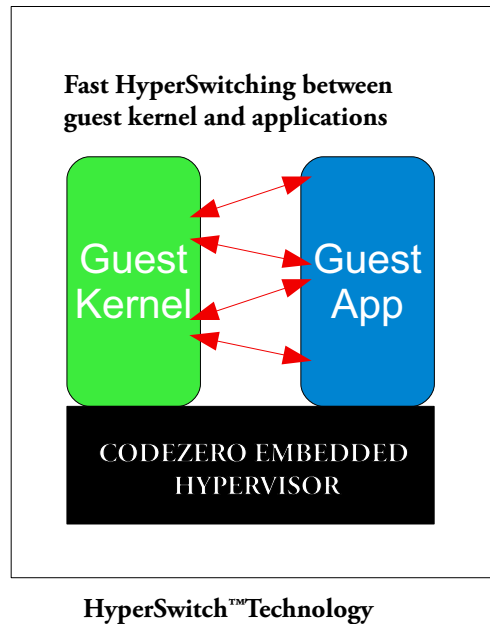 Fast HyperSwitching between
guest kernel and applications
Guest
Kernel
Guest
App
CODEZERO EMBEDDED
HYPERVISOR
HyperSwitch™Technology